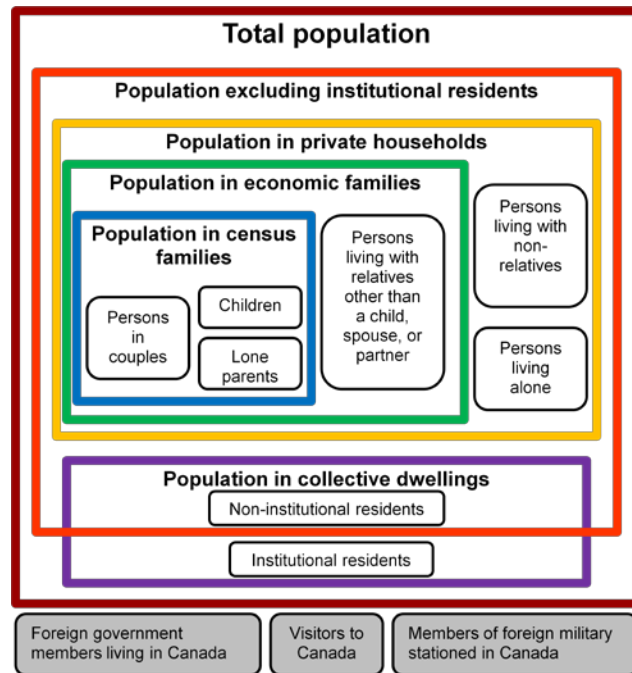 Total population
Population excluding institutional residents
Population in private households
Population in economic families
Population in census
families
Persons
in
couples
Children
Lone
parents
Persons
living with
relatives
other than
a child,
spouse, or
partner
Persons
living with
non-
relatives
Persons
living
alone
Population in collective dwellings
Non-institutional residents
Institutional residents
Foreign government
members living in Canada
Visitors to
Canada
Members of foreign military
stationed in Canada